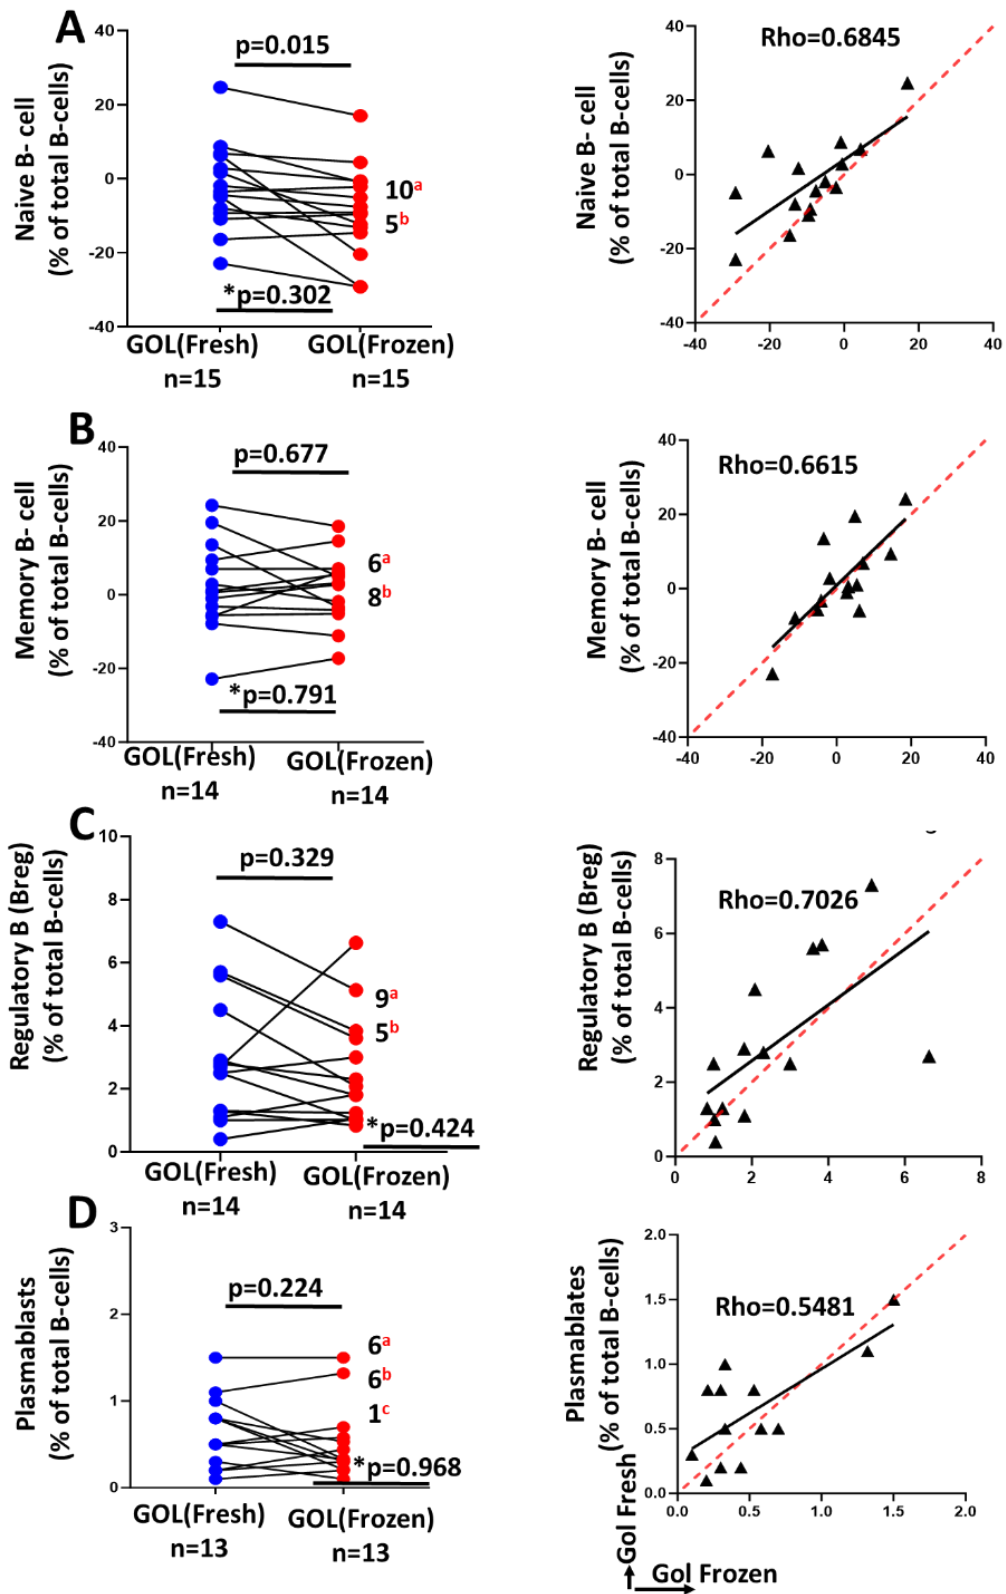 A
Naive B- cell
(% of total B-cells)
40
20
0
-20
-40
p=0.015
10a
5b
*p=0.302
GOL(Fresh)
n=15
GOL(Frozen)
n=15
Naive B- cell
(% of total B-cells)
40
20
0
-20
-40
Rho=0.6845
-40 -20 0 20 40
B
Memory B- cell
(% of total B-cells)
40
20
0
-20
-40
p=0.677
6a
8b
*p=0.791
GOL(Fresh)
n=14
GOL(Frozen)
n=14
Memory B- cell
(% of total B-cells)
40
20
0
-20
-40
Rho=0.6615
-40 -20 0 20 40
C
Regulatory B (Breg)
(% of total B-cells)
10
8
6
4
2
0
p=0.329
9a
5b
*p=0.424
GOL(Fresh)
n=14
GOL(Frozen)
n=14
Regulatory B (Breg)
(% of total B-cells)
8
6
4
2
0
Rho=0.7026
0 2 4 6 8
D
Plasmablasts
(% of total B-cells)
3
2
1
0
p=0.224
6a
6b
1c
*p=0.968
GOL(Fresh)
n=13
GOL(Frozen)
n=13
Plasmablates
(% of total B-cells)
2.0
1.5
1.0
0.5
0.0
Rho=0.5481
0.0 0.5 1.0 1.5 2.0
Gol Fresh
Gol Frozen